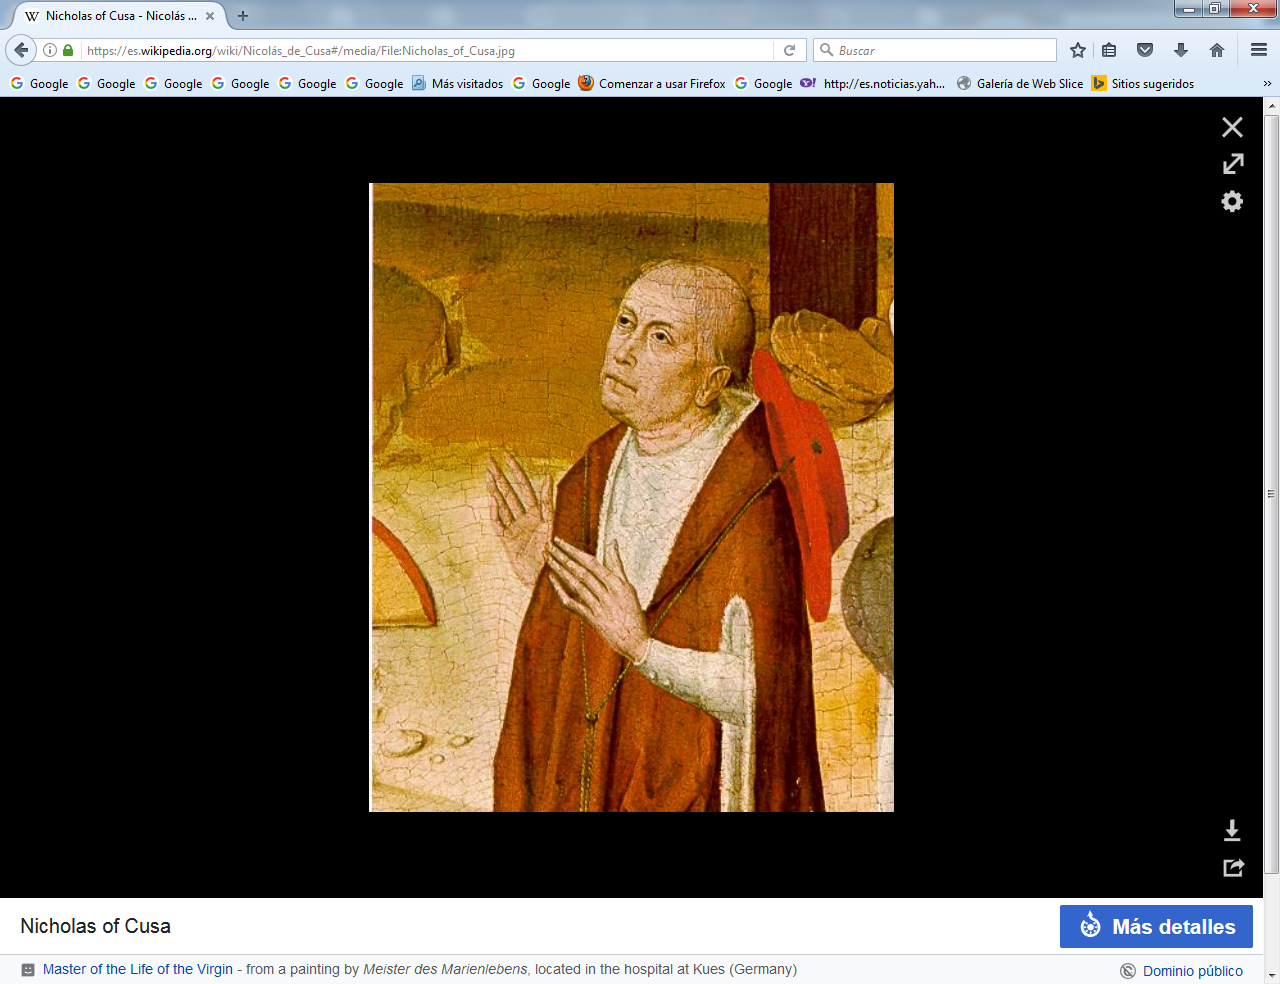 Nicholas of Cusa - Nicolás ...
https://es.wikipedia.org/wiki/Nicolás_de_Cusa#/media/File:Nicholas_of_Cusa.jpg
Buscar
Google Google Google Google Google Google Más visitados Google Comenzar a usar Firefox Google http://es.noticias.yah... Galería de Web Slice Sitios sugeridos
Nicholas of Cusa
Más detalles
Master of the Life of the Virgin - from a painting by Meister des Marienlebens, located in the hospital at Kues (Germany)
Dominio público